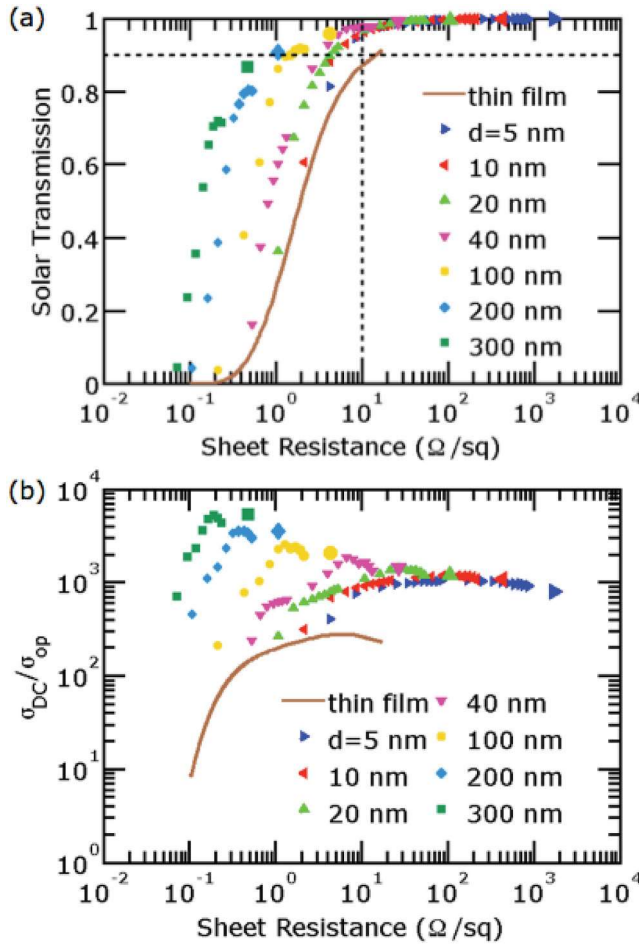 (a)
1
0.8
0.6
0.4
0.2
0
Solar Transmission
thin film
d=5 nm
10 nm
20 nm
40 nm
100 nm
200 nm
300 nm
10⁻² 10⁻¹ 10⁰ 10¹ 10² 10³ 10⁴
Sheet Resistance (Ω/sq)
(b)
10⁴
10³
10²
10¹
10⁰
σDC/σop
thin film 40 nm
d=5 nm 100 nm
10 nm 200 nm
20 nm 300 nm
10⁻² 10⁻¹ 10⁰ 10¹ 10² 10³ 10⁴
Sheet Resistance (Ω/sq)